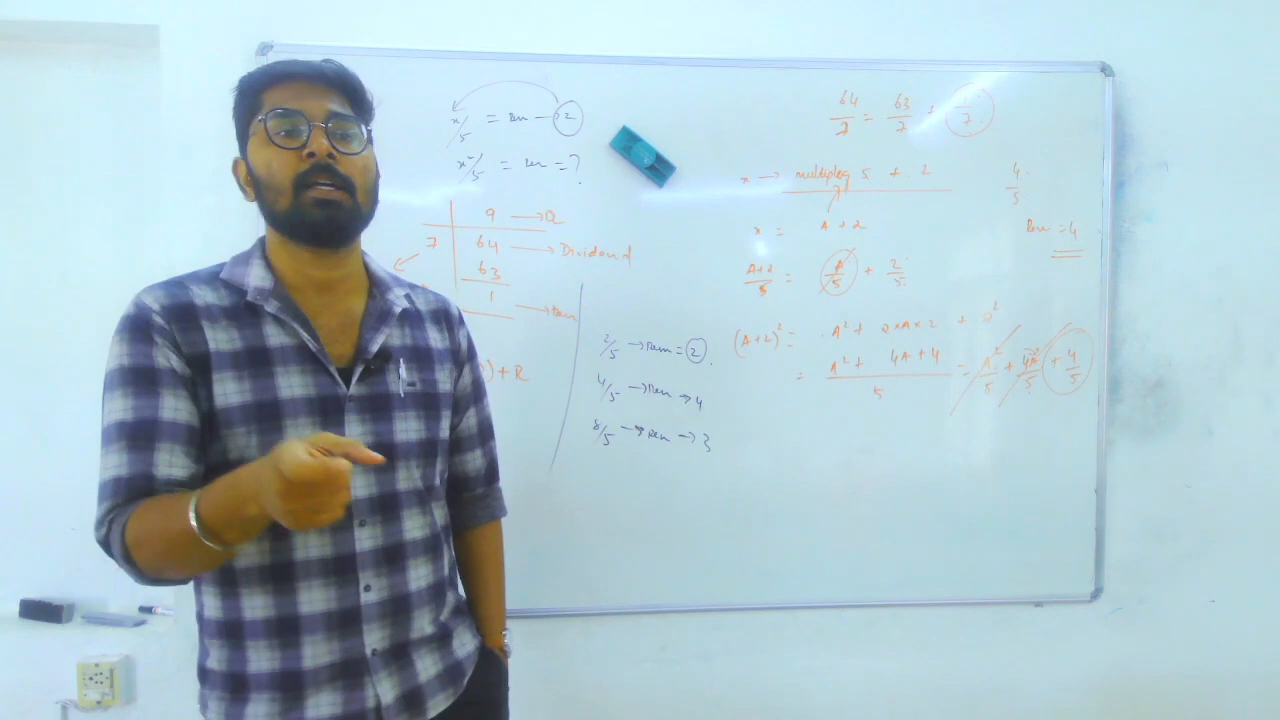 x/5 = Rem → 2
x²/5 = Rem = ?
9 → Q
7 64 → Dividend
63
1 → Rem
) + R
2/5 → Rem = 2
4/5 → Rem → 4
8/5 → Rem → 3
64/7 = 63/7 + 1/7
x → multiple 5 + 2
x = A + 2
A+2/5 = A/5 + 2/5
(A+2)² = A² + 2×A×2 + 2²
= A² + 4A + 4/5 = A²/5 + 4A/5 + 4/5
4/5
Rem = 4